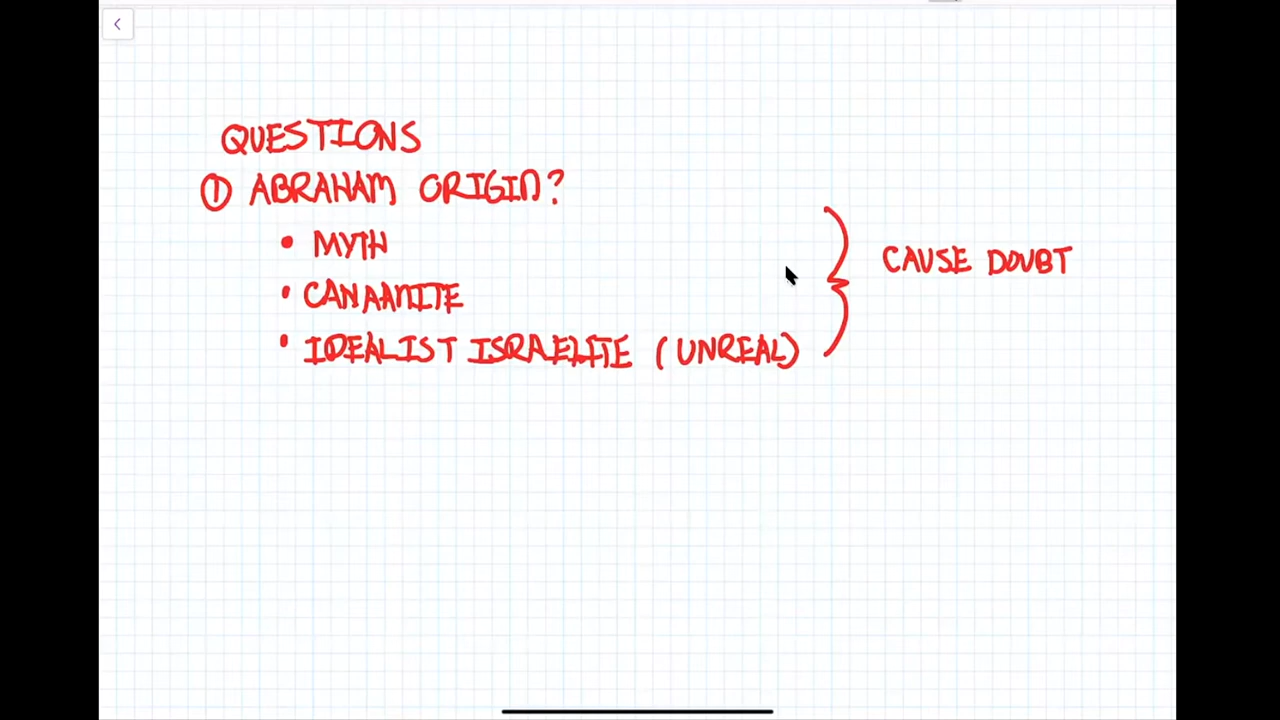 QUESTIONS
① ABRAHAM ORIGIN?
• MYTH
• CANAANITE
• IDEALIST ISRAELITE (UNREAL)
CAUSE DOUBT